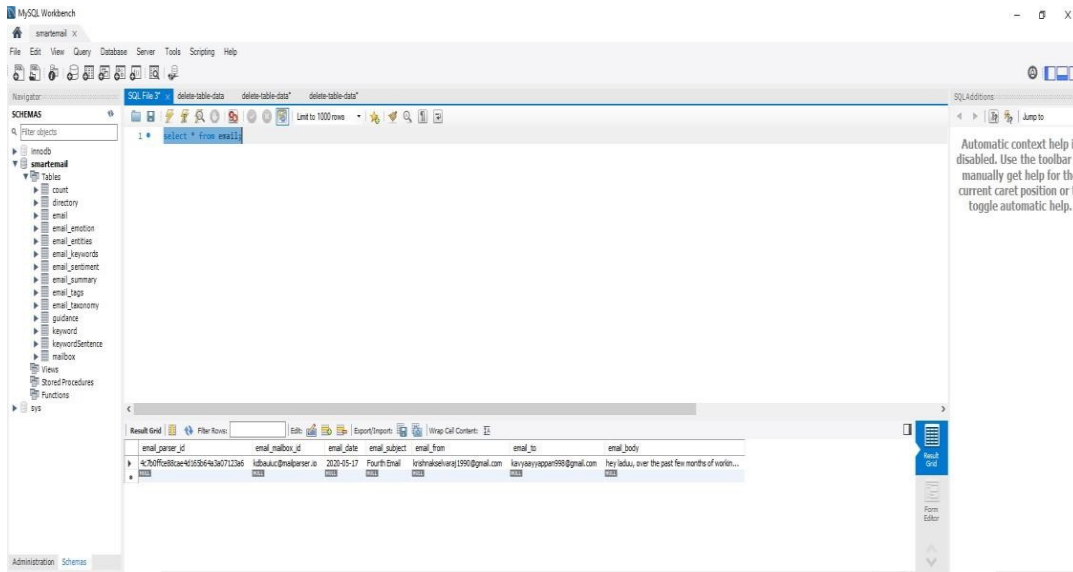 MySQL Workbench
smartemail X
File Edit View Query Database Server Tools Scripting Help
Navigator
SCHEMAS
Filter objects
innodb
smartemail
Tables
count
directory
email
email_emotion
email_entities
email_keywords
email_sentiment
email_summary
email_tags
email_taxonomy
guidance
keyword
keywordSentence
mailbox
Views
Stored Procedures
Functions
sys
Administration Schemas
SQL File 3* x delete-table-data delete-table-data* delete-table-data*
Limit to 1000 rows
1 select * from email;
Result Grid Filter Rows: Edit: Export/Import: Wrap Cell Content:
email_parser_id email_mailbox_id email_date email_subject email_from email_to email_body
4c7b0ffce88cae4d165b64a3a07123a6 kdbauiuc@mailparser.io 2020-05-17 Fourth Email krishnakselvaraj1990@gmail.com kavyaayyappan998@gmail.com hey laduu, over the past few months of workin...
NULL NULL NULL NULL NULL NULL NULL
Result Grid
Form Editor
SQLAdditions
Jump to
Automatic context help i
disabled. Use the toolbar
manually get help for the
current caret position or t
toggle automatic help.